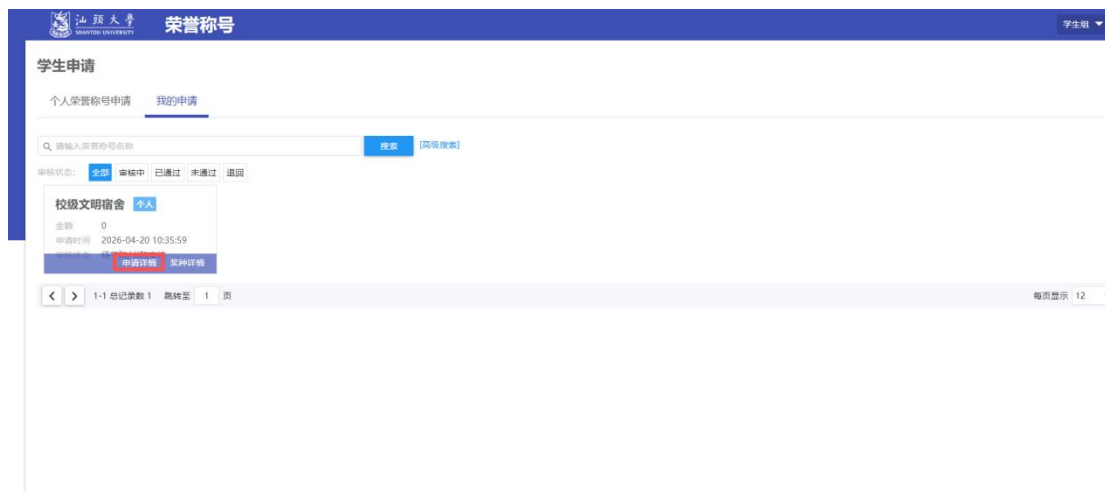 汕頭大學 荣誉称号 学生组
SHANTOU UNIVERSITY
学生申请
个人荣誉称号申请 我的申请
请输入荣誉称号名称 搜索 [高级搜索]
审核状态: 全部 审核中 已通过 未通过 退回
校级文明宿舍 个人
金额 0
申请时间 2026-04-20 10:35:59
审核状态
申请详情 奖种详情
1-1 总记录数 1 跳转至 1 页 每页显示 12